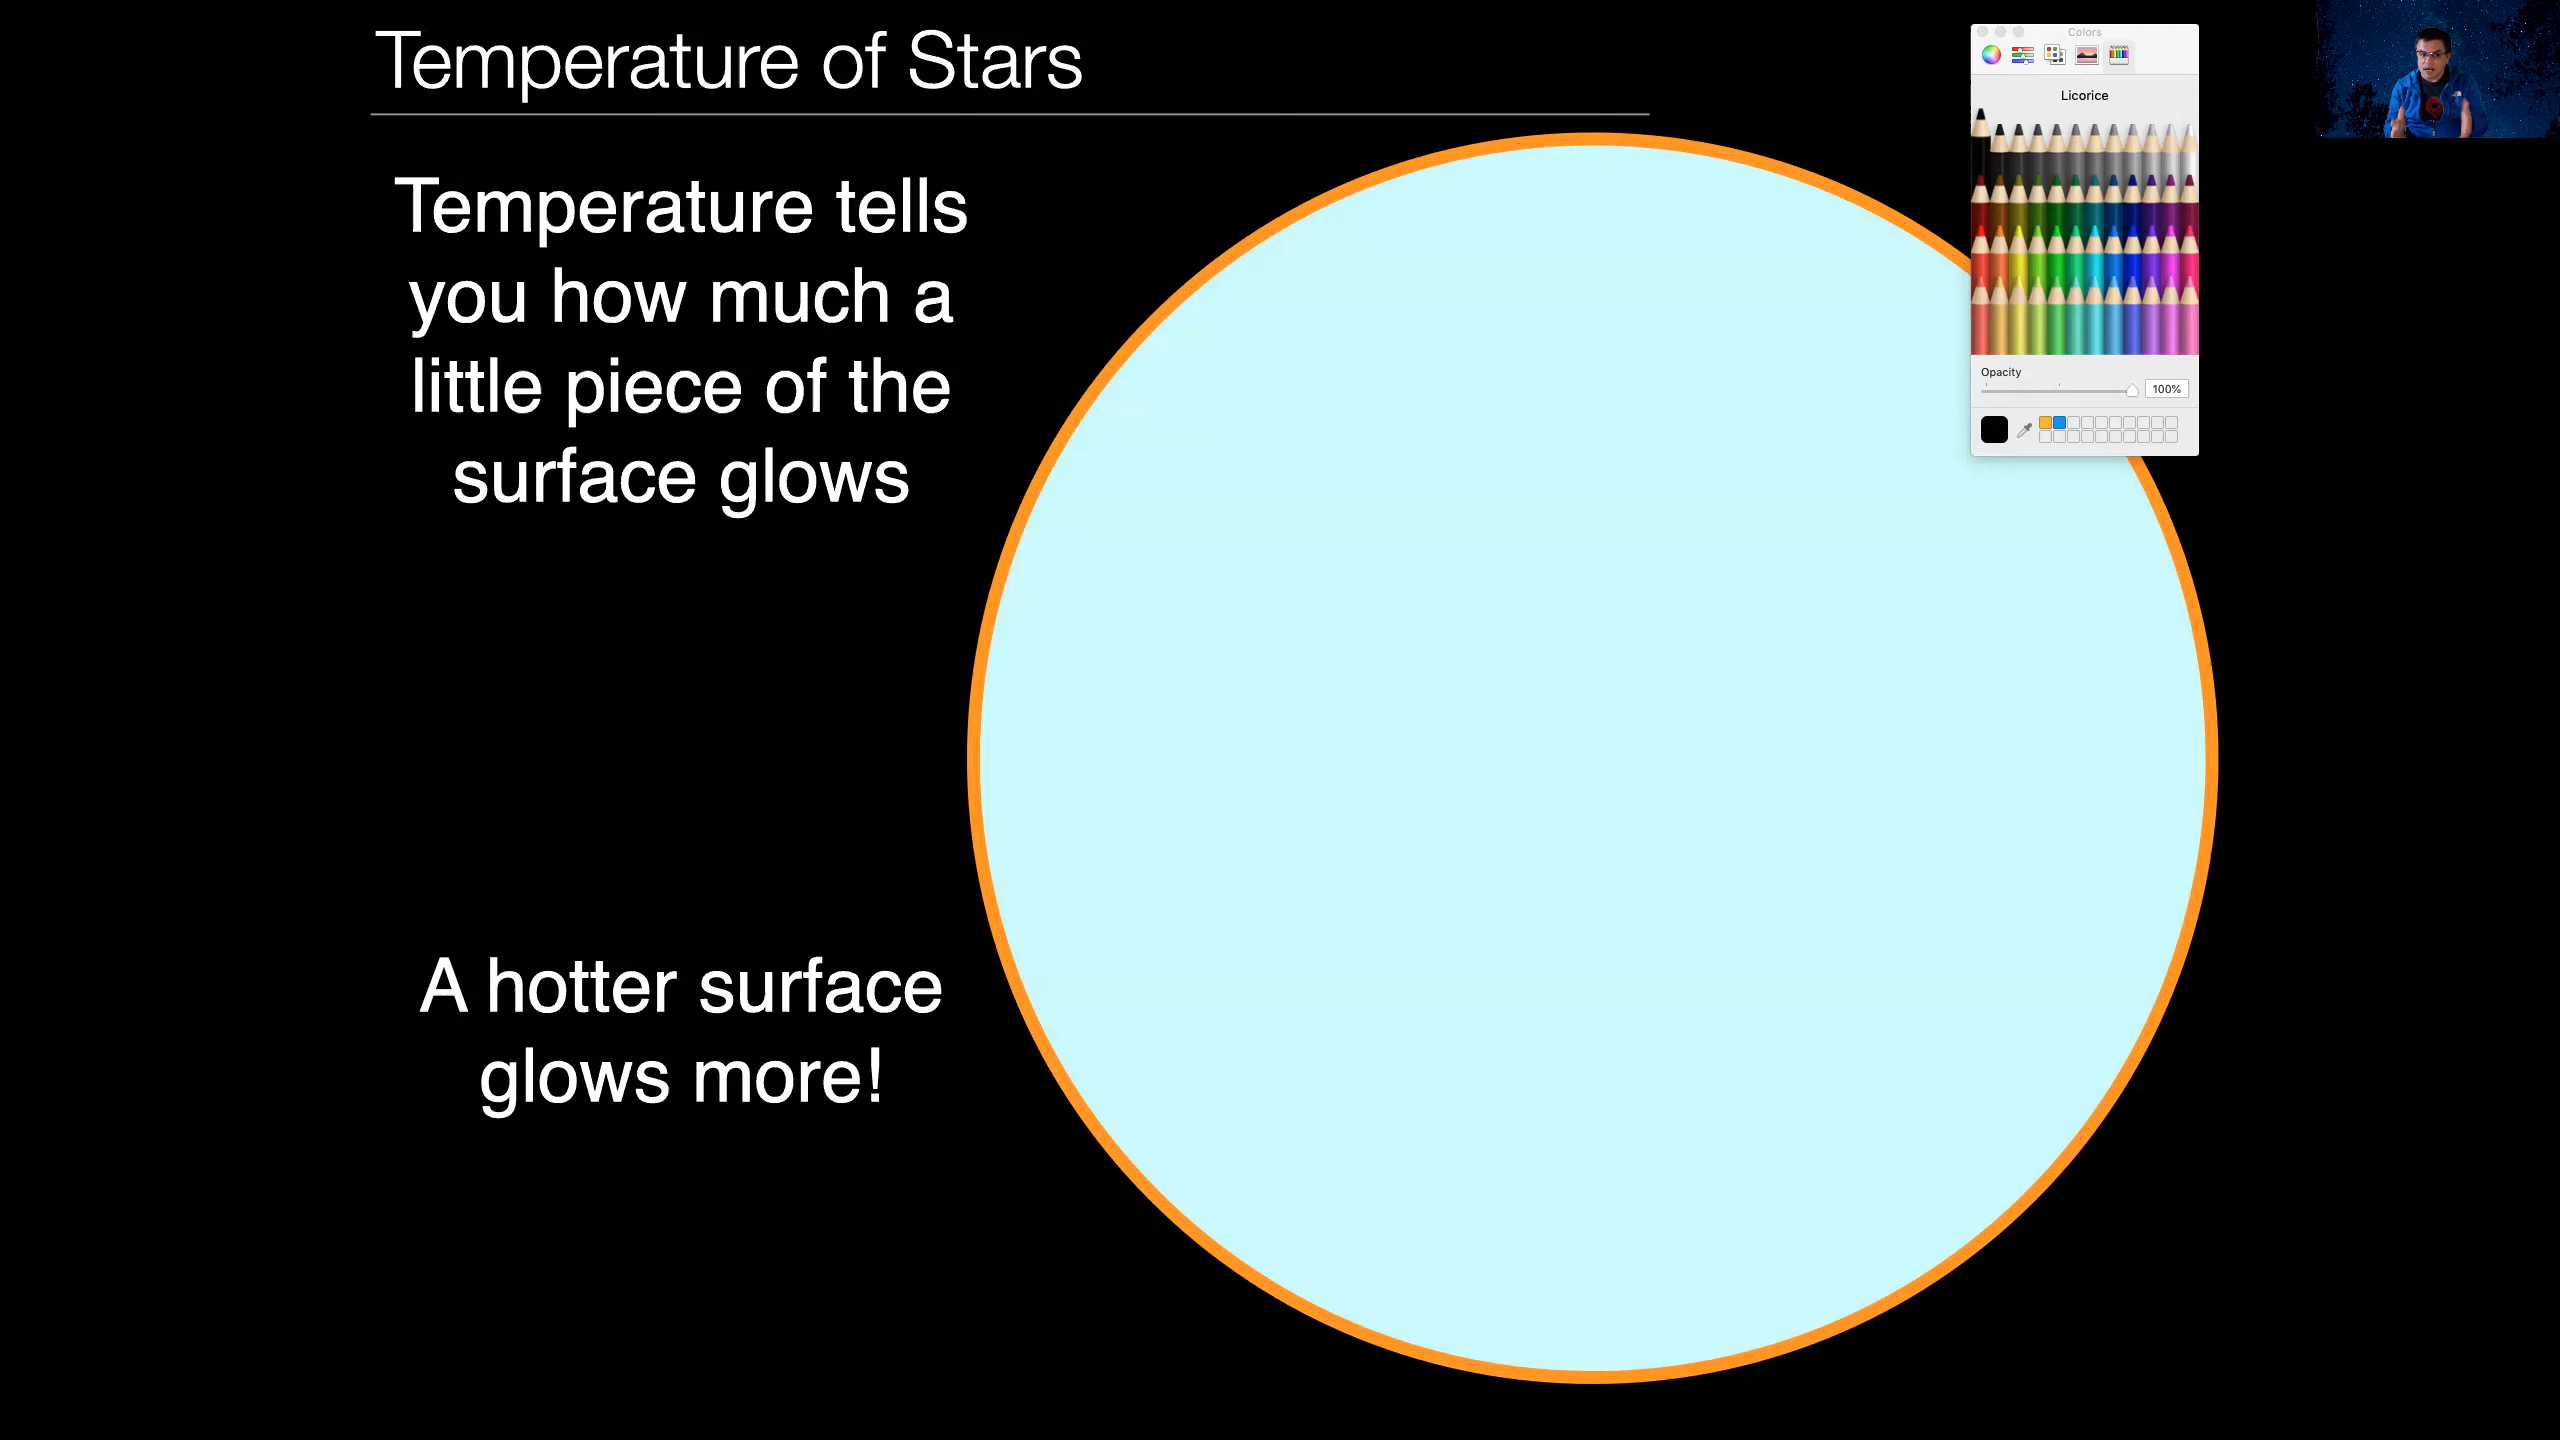 Temperature of Stars
Temperature tells
you how much a
little piece of the
surface glows
A hotter surface
glows more!
Colors
Licorice
Opacity
100%